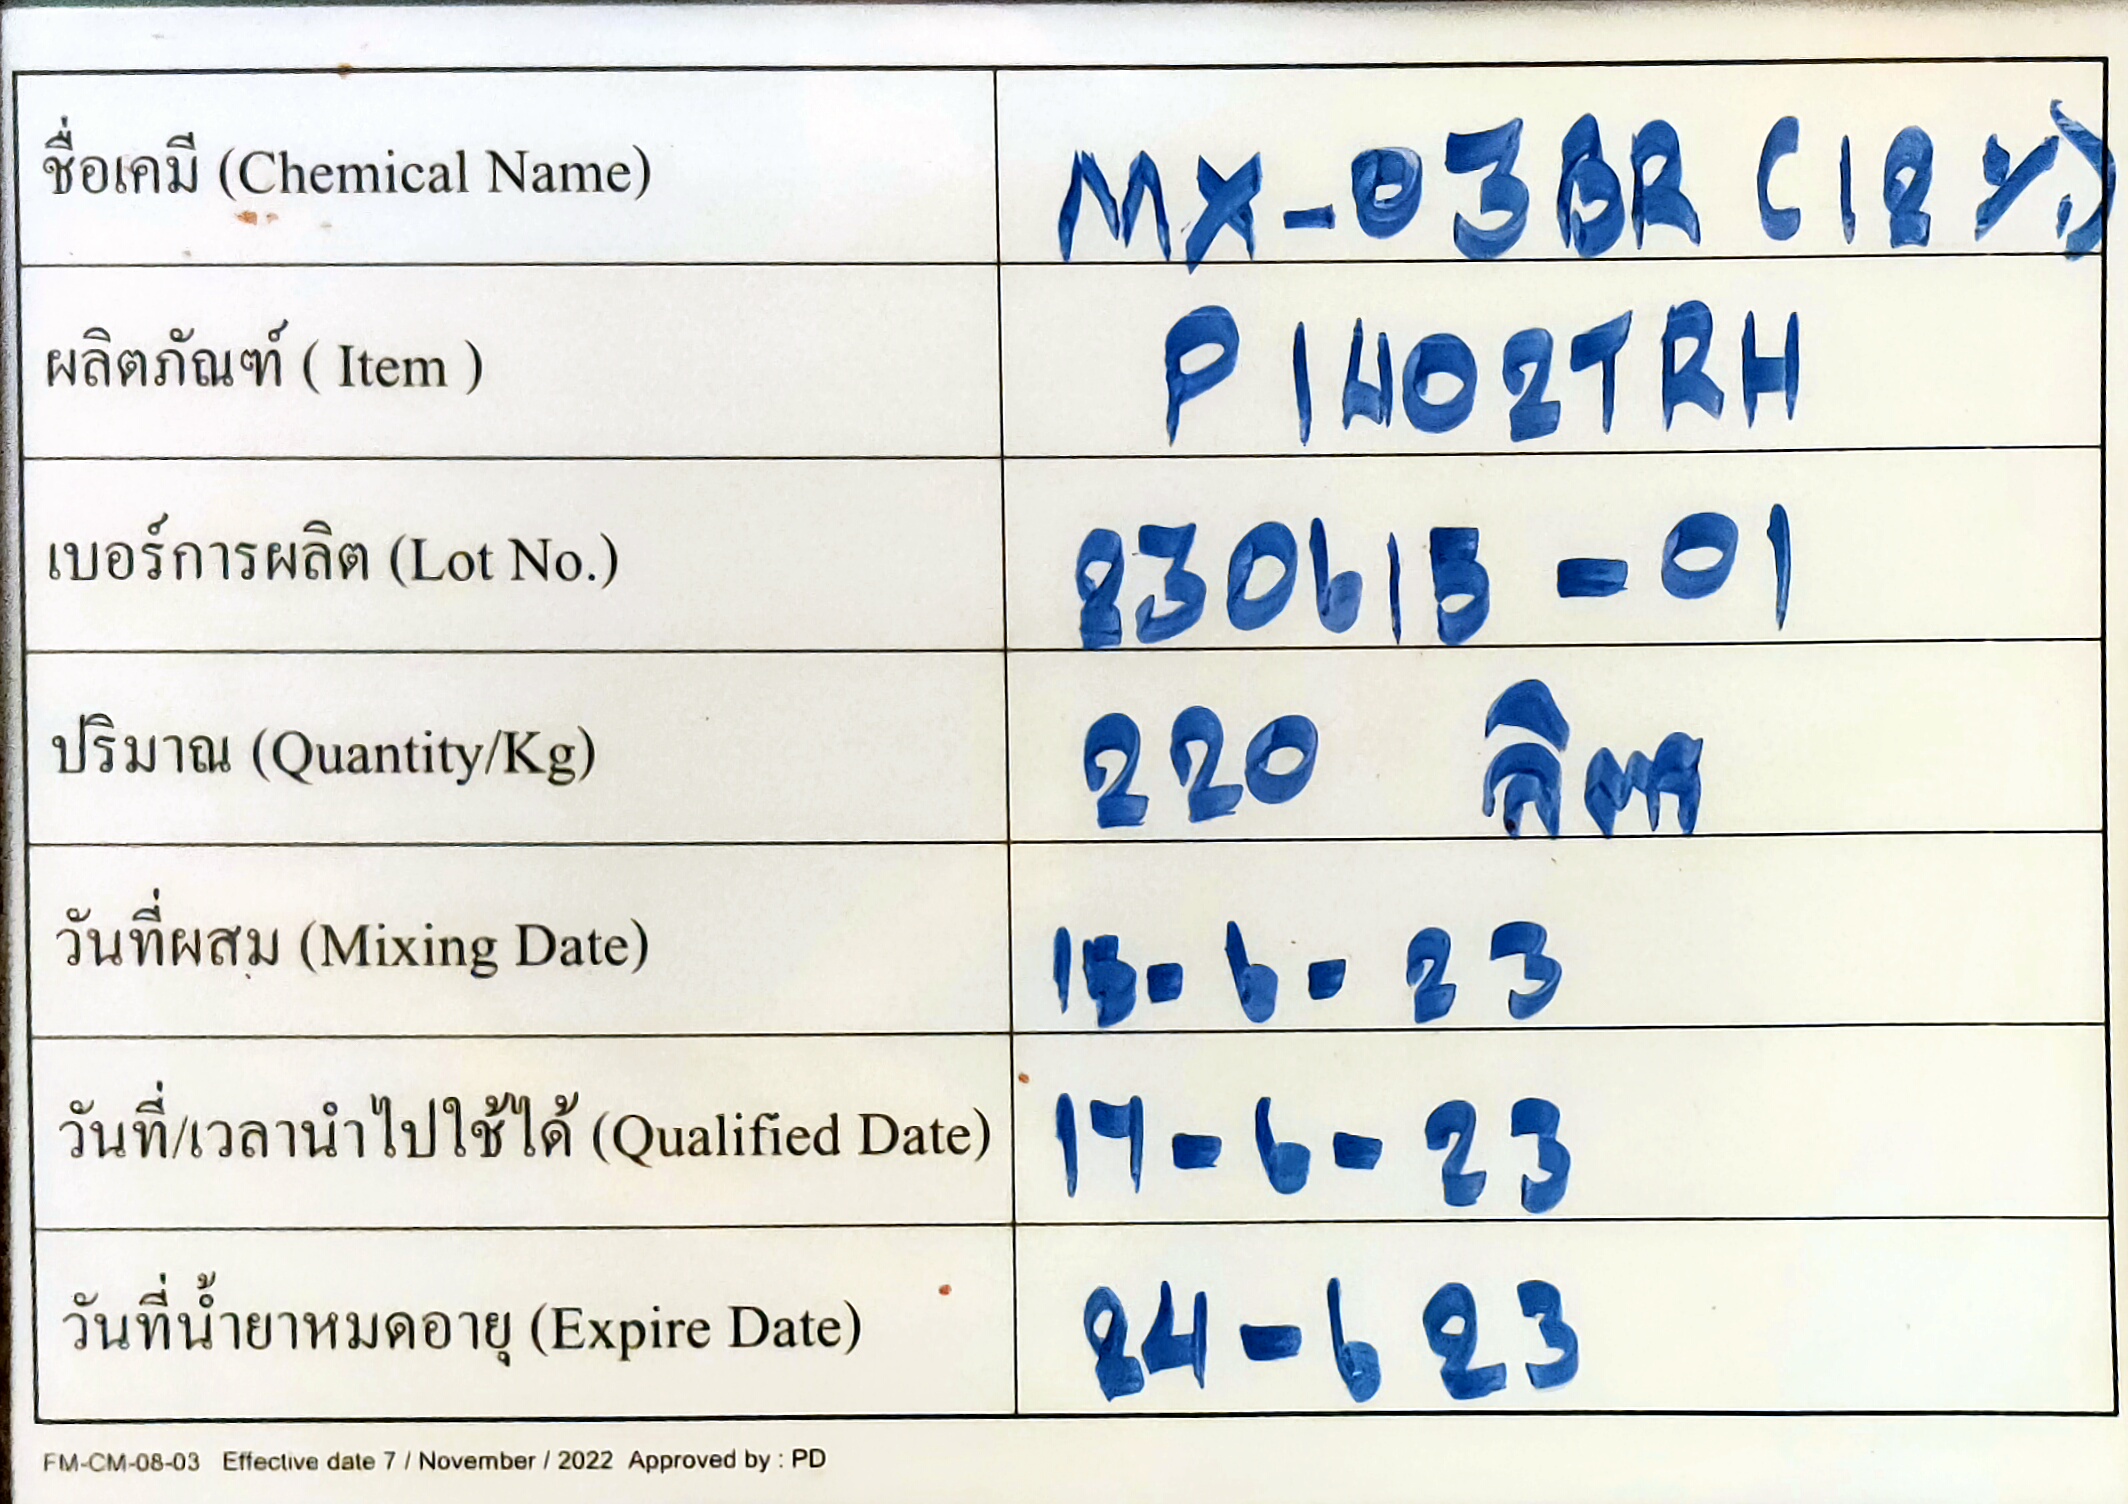 ชื่อเคมี (Chemical Name) MX-03BR (12%)
ผลิตภัณฑ์ ( Item ) P1402TRH
เบอร์การผลิต (Lot No.) 230615-01
ปริมาณ (Quantity/Kg) 220 ลิตร
วันที่ผสม (Mixing Date) 15-6-23
วันที่/เวลานำไปใช้ได้ (Qualified Date) 17-6-23
วันที่น้ำยาหมดอายุ (Expire Date) 24-6 23
FM-CM-08-03 Effective date 7 / November / 2022 Approved by : PD